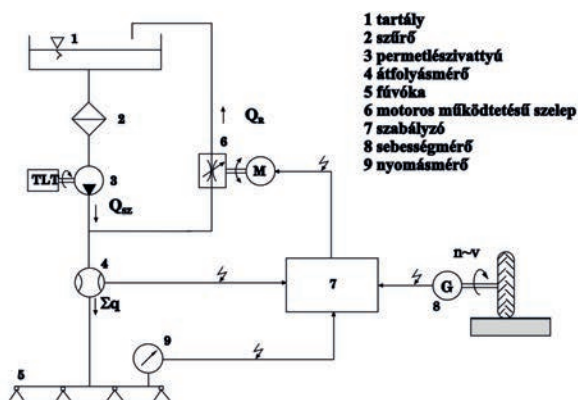 1 tartály
2 szűrő
3 permetlészivattyú
4 átfolyásmérő
5 fúvóka
6 motoros működtetésű szelep
7 szabályzó
8 sebességmérő
9 nyomásmérő
1
2
QR
6
TLT
3
M
Qsz
n~v
4
7
G
8
Σq
9
5